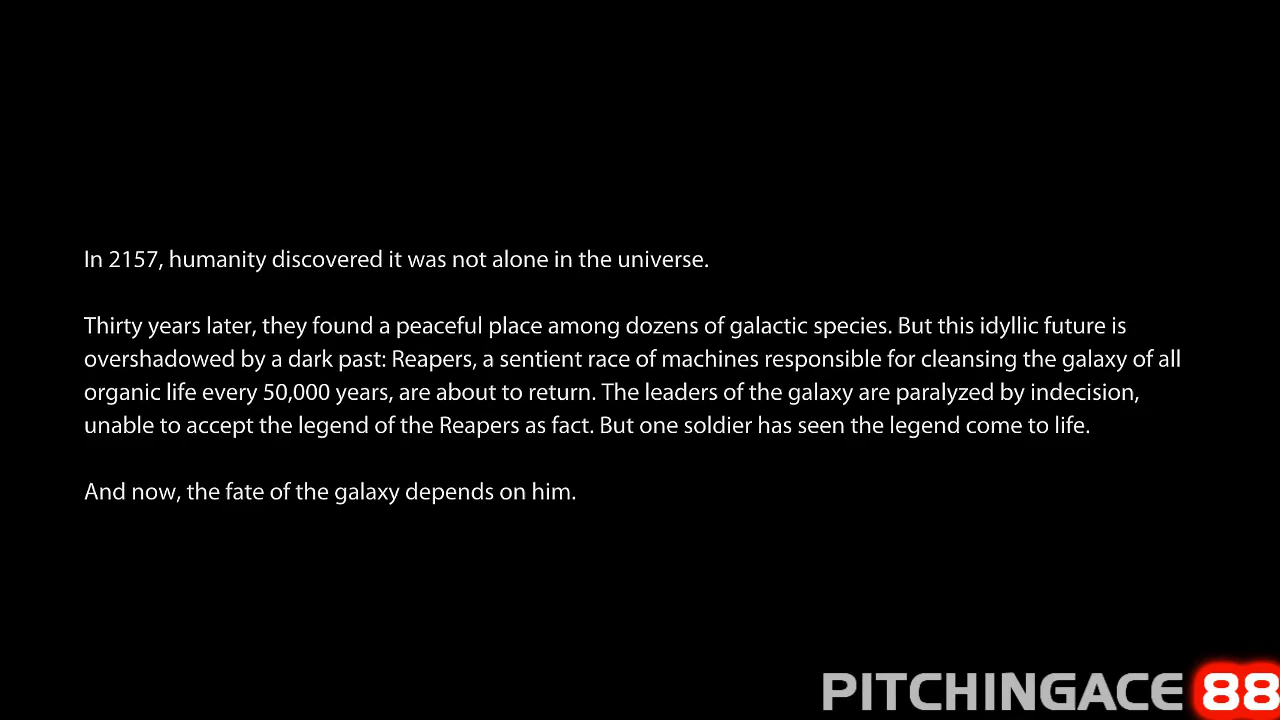 In 2157, humanity discovered it was not alone in the universe.
Thirty years later, they found a peaceful place among dozens of galactic species. But this idyllic future is
overshadowed by a dark past: Reapers, a sentient race of machines responsible for cleansing the galaxy of all
organic life every 50,000 years, are about to return. The leaders of the galaxy are paralyzed by indecision,
unable to accept the legend of the Reapers as fact. But one soldier has seen the legend come to life.
And now, the fate of the galaxy depends on him.
PITCHINGACE 88